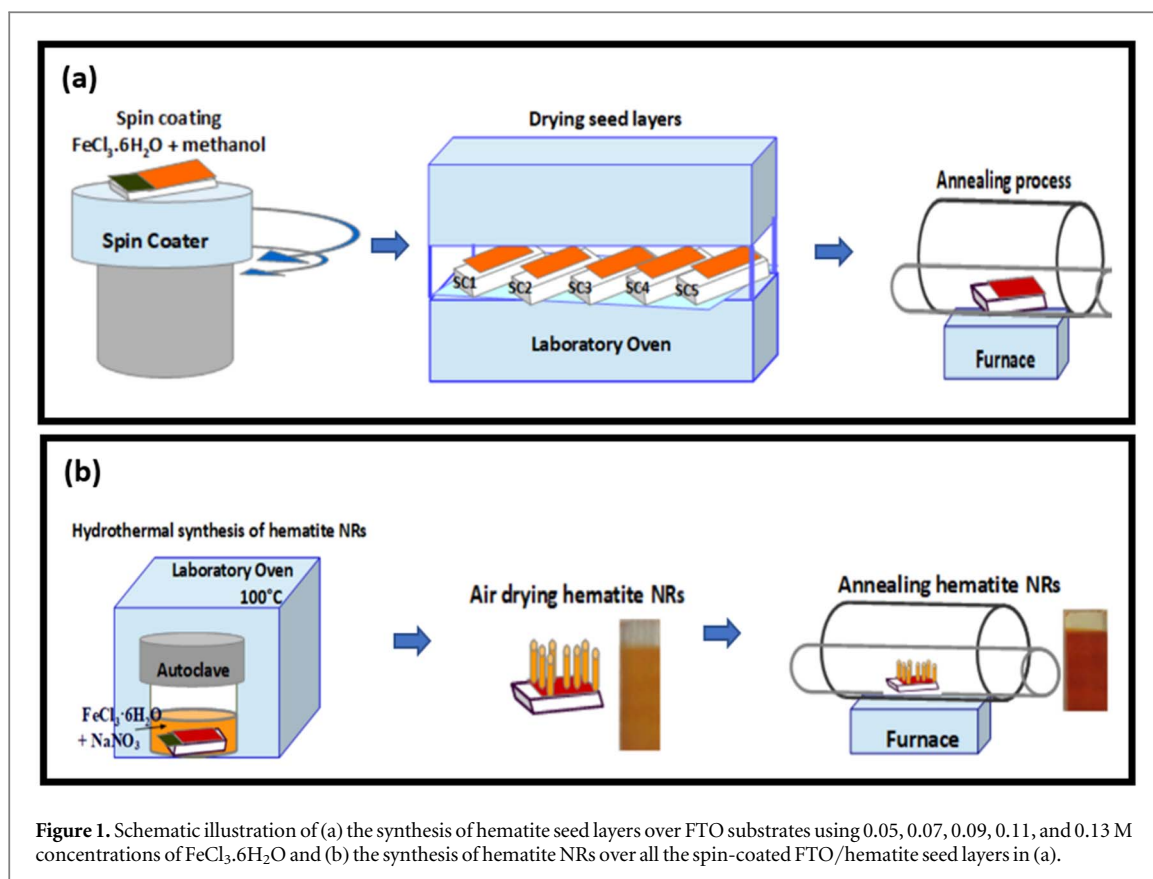 (a)
Spin coating
FeCl₃.6H₂O + methanol
Spin Coater
Drying seed layers
SC1
SC2
SC3
SC4
SC5
Laboratory Oven
Annealing process
Furnace
(b)
Hydrothermal synthesis of hematite NRs
Laboratory Oven
100°C
Autoclave
FeCl₃·6H₂O
+ NaNO₃
Air drying hematite NRs
Annealing hematite NRs
Furnace
Figure 1. Schematic illustration of (a) the synthesis of hematite seed layers over FTO substrates using 0.05, 0.07, 0.09, 0.11, and 0.13 M
concentrations of FeCl₃.6H₂O and (b) the synthesis of hematite NRs over all the spin-coated FTO/hematite seed layers in (a).